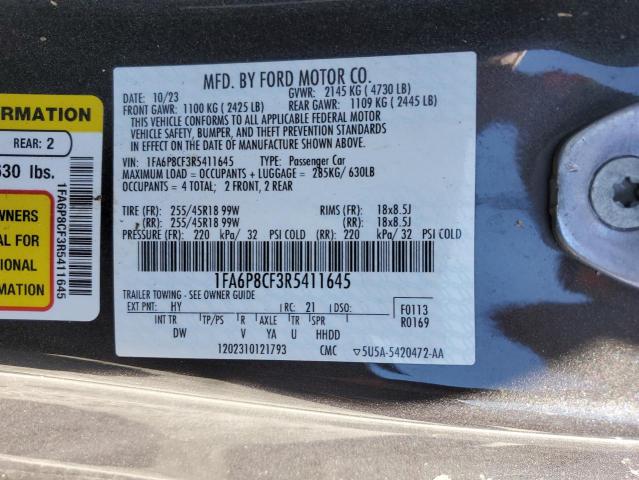 MFD. BY FORD MOTOR CO.
DATE: 10/23 GVWR: 2145 KG ( 4730 LB)
FRONT GAWR: 1100 KG ( 2425 LB) REAR GAWR: 1109 KG ( 2445 LB)
THIS VEHICLE CONFORMS TO ALL APPLICABLE FEDERAL MOTOR
VEHICLE SAFETY, BUMPER, AND THEFT PREVENTION STANDARDS
IN EFFECT ON THE DATE OF MANUFACTURE SHOWN ABOVE.
VIN: 1FA6P8CF3R5411645 TYPE: Passenger Car
MAXIMUM LOAD = OCCUPANTS + LUGGAGE = 285KG/ 630LB
OCCUPANTS = 4 TOTAL; 2 FRONT, 2 REAR
TIRE (FR): 255/45R18 99W RIMS (FR): 18x8.5J
(RR): 255/45R18 99W (RR): 18x8.5J
PRESSURE (FR): 220 kPa/ 32 PSI COLD (RR): 220 kPa/ 32 PSI COLD
1FA6P8CF3R5411645
TRAILER TOWING - SEE OWNER GUIDE
EXT PNT: HY RC: 21 DSO: F0113
INT TR TP/PS R AXLE TR SPR R0169
DW V YA U HHDD
1202310121793 CMC ▽5U5A-5420472-AA
ORMATION
REAR: 2
630 lbs.
WNERS
AL FOR
IONAL
ION
1FA6P8CF3R5411645